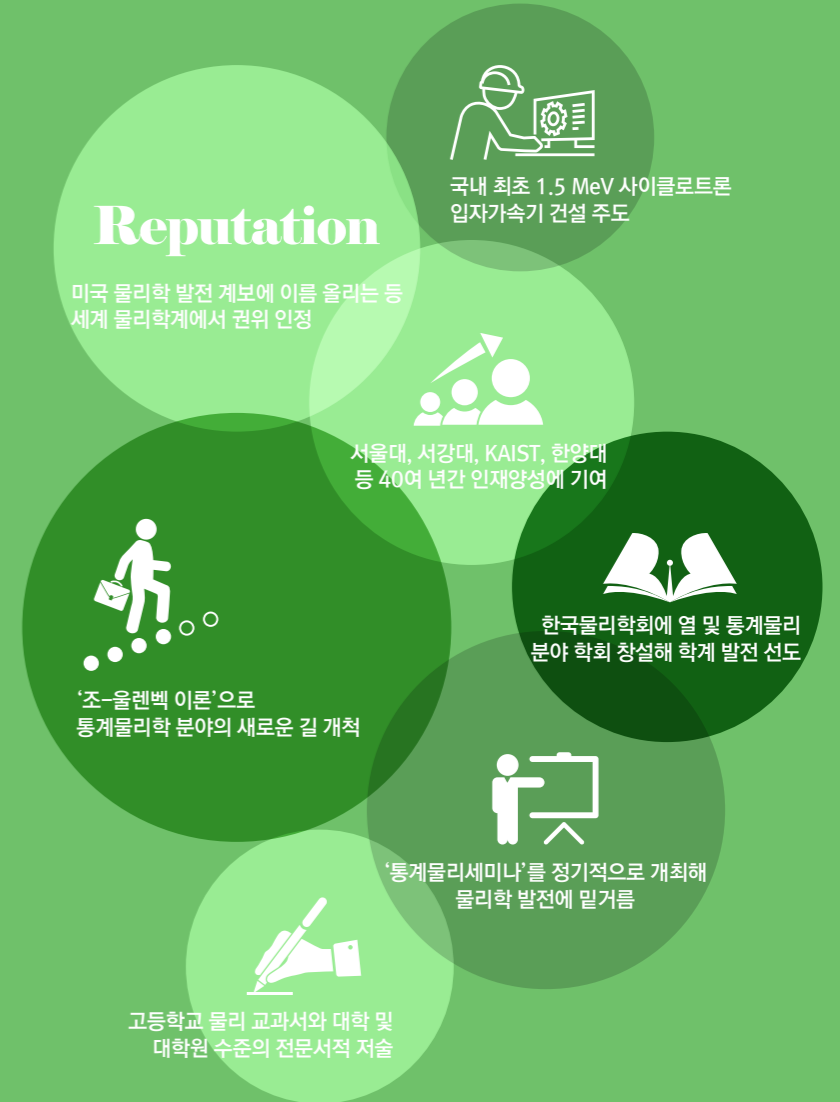 국내 최초 1.5 MeV 사이클로트론
입자가속기 건설 주도
Reputation
미국 물리학 발전 계보에 이름 올리는 등
세계 물리학계에서 권위 인정
서울대, 서강대, KAIST, 한양대
등 40여 년간 인재양성에 기여
한국물리학회에 열 및 통계물리
분야 학회 창설해 학계 발전 선도
‘조-울렌벡 이론’으로
통계물리학 분야의 새로운 길 개척
‘통계물리세미나’를 정기적으로 개최해
물리학 발전에 밑거름
고등학교 물리 교과서와 대학 및
대학원 수준의 전문서적 저술